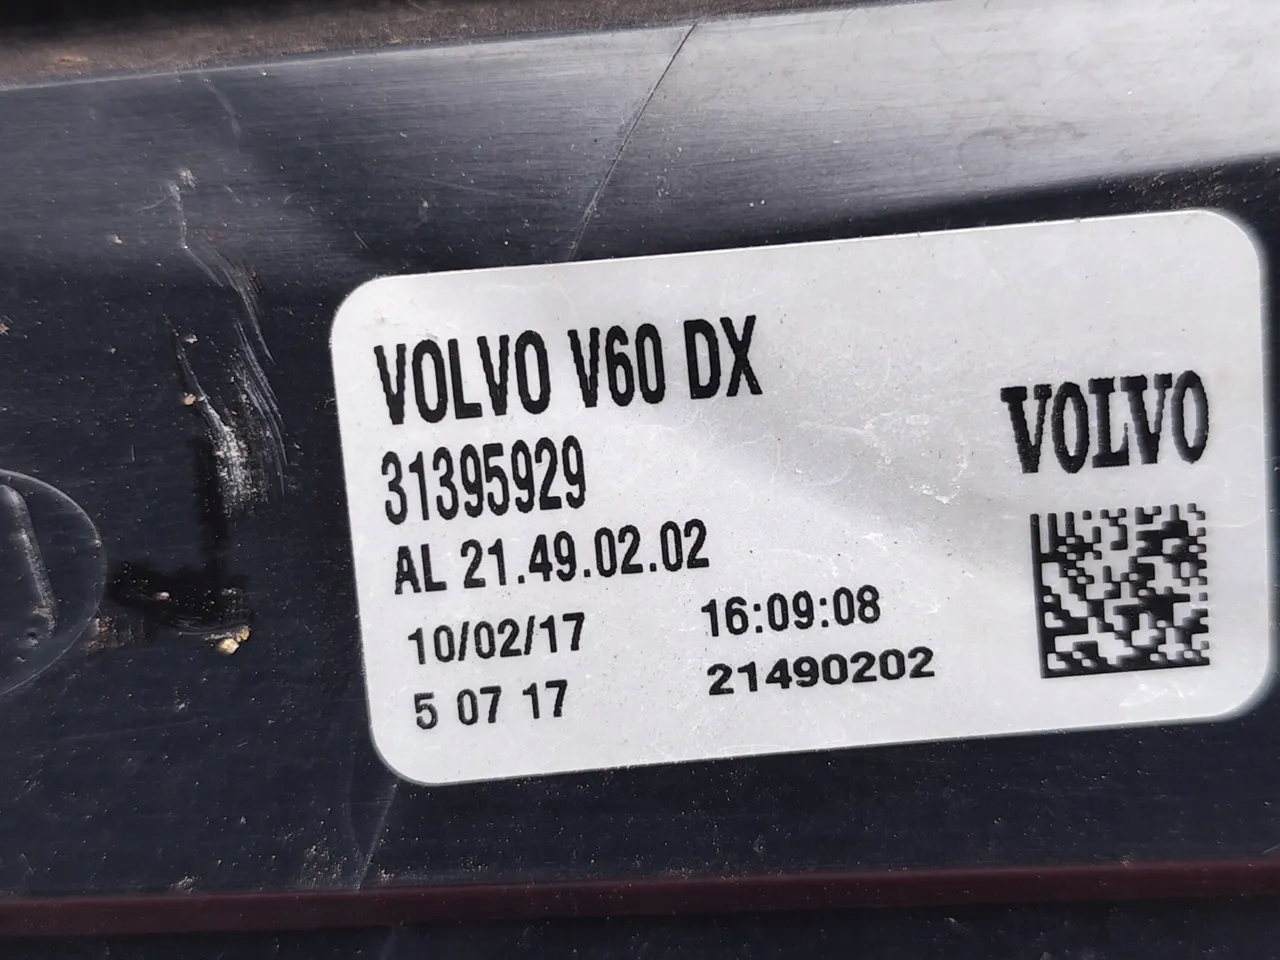 VOLVO V60 DX
31395929
VOLVO
AL 21.49.02.02
10/02/17 16:09:08
5 07 17 21490202